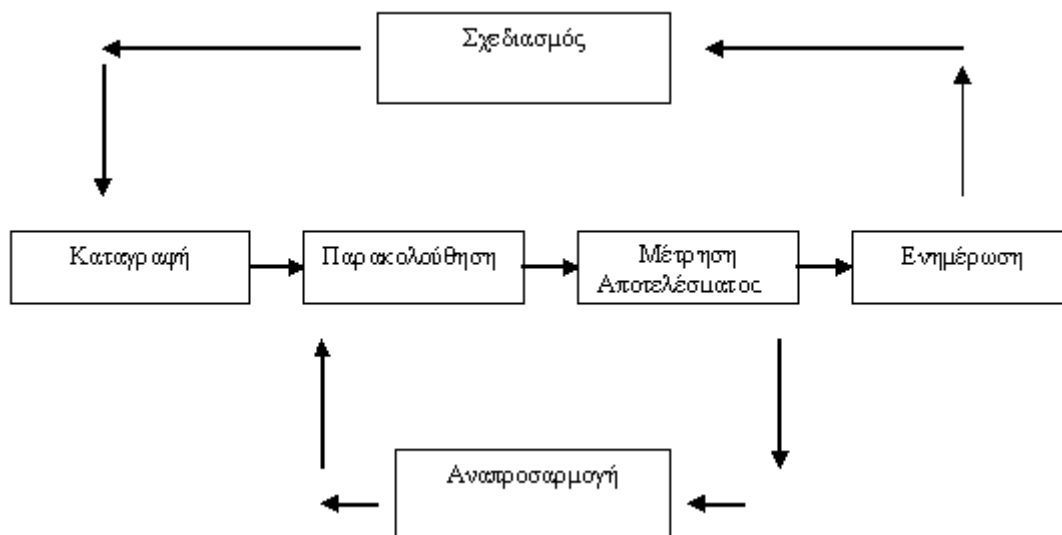 Σχεδιασμός
Καταγραφή
Παρακολούθηση
Μέτρηση
Αποτελέσματος
Ενημέρωση
Αναπροσαρμογή